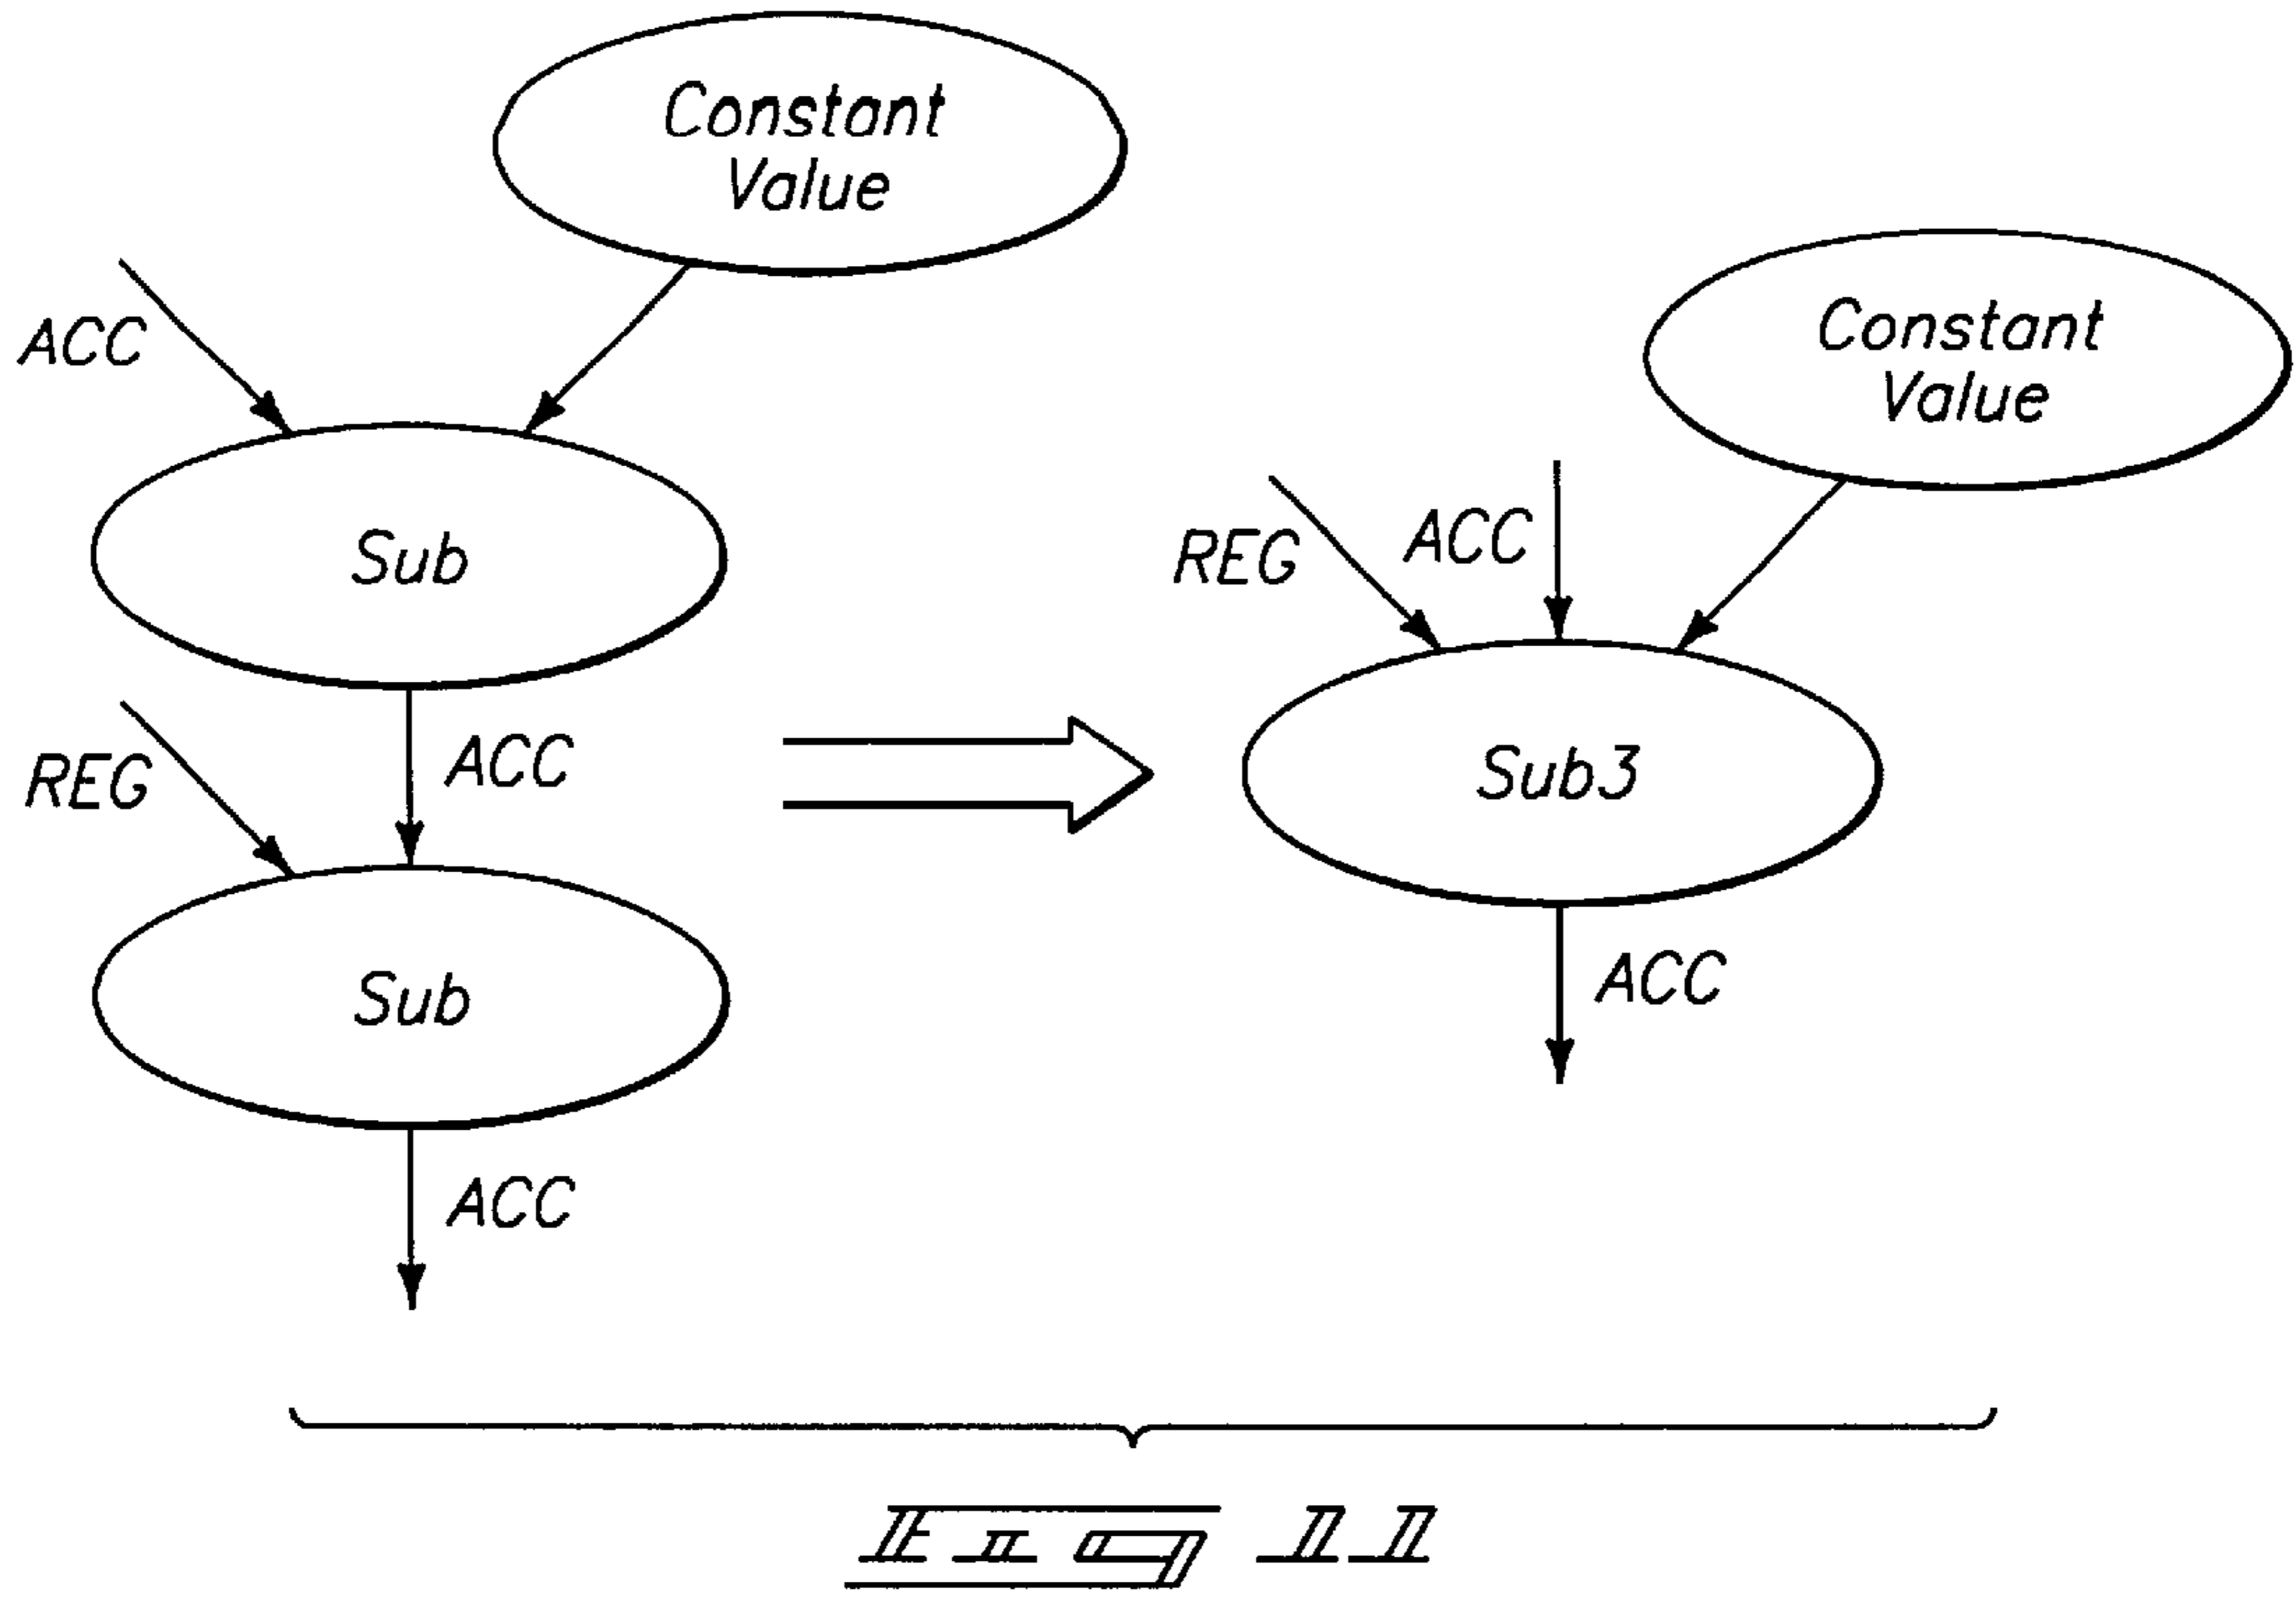 Constant
Value
ACC
Sub
REG
ACC
Sub
ACC
Constant
Value
REG
ACC
Sub3
ACC
Fig 11